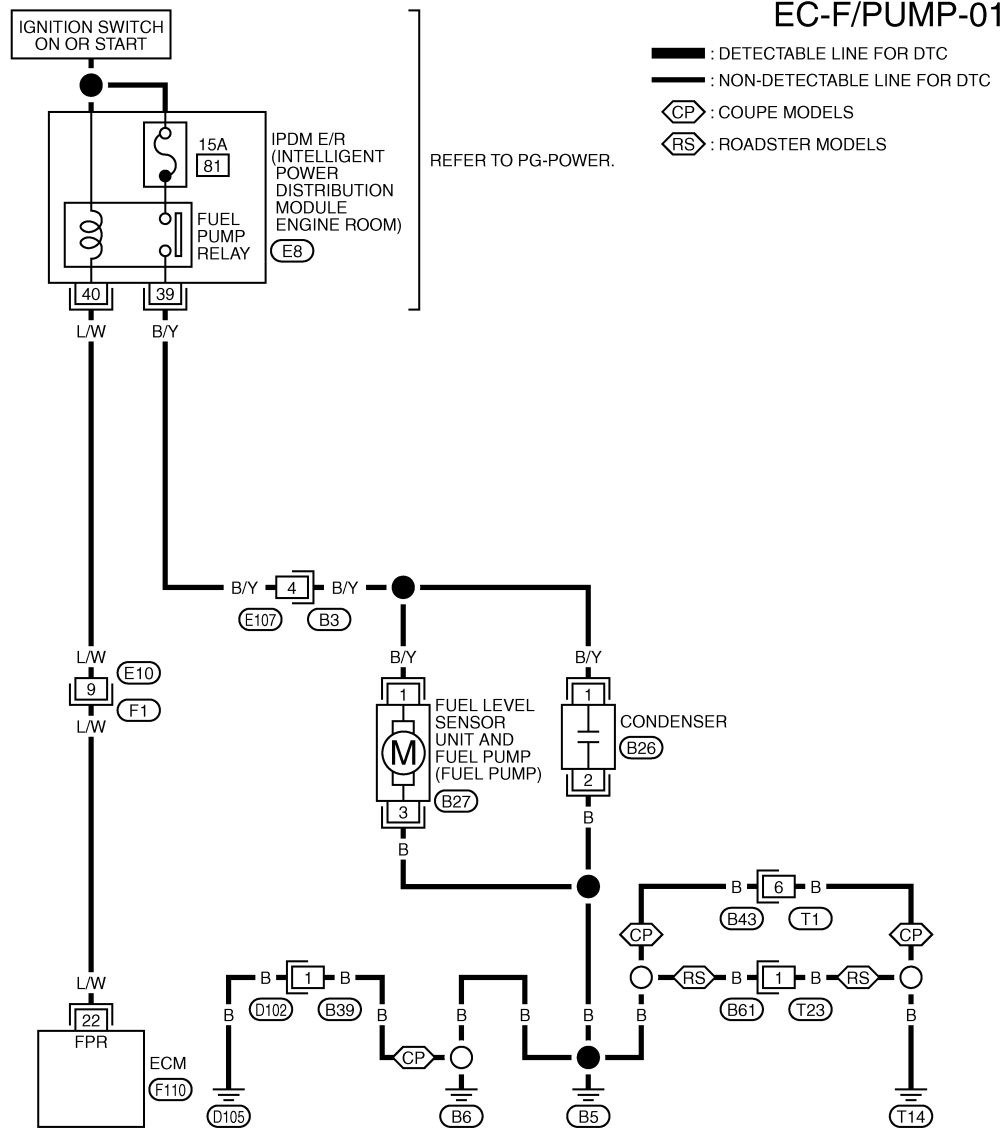 EC-F/PUMP-01
IGNITION SWITCH
ON OR START
: DETECTABLE LINE FOR DTC
: NON-DETECTABLE LINE FOR DTC
CP : COUPE MODELS
RS : ROADSTER MODELS
15A
81
IPDM E/R
(INTELLIGENT
POWER
DISTRIBUTION
MODULE
ENGINE ROOM)
E8
REFER TO PG-POWER.
FUEL
PUMP
RELAY
40 39
L/W B/Y
B/Y 4 B/Y
E107 B3
L/W B/Y B/Y
E10
9
F1
L/W
1 1
FUEL LEVEL
SENSOR
UNIT AND
FUEL PUMP
(FUEL PUMP)
M
B27
CONDENSER
B26
3 2
B B
B 6 B
B43 T1
CP CP
L/W B 1 B RS B 1 B RS
D102 B39 B61 T23
B B B B B B B
22
FPR
ECM
F110
CP
D105 B6 B5 T14